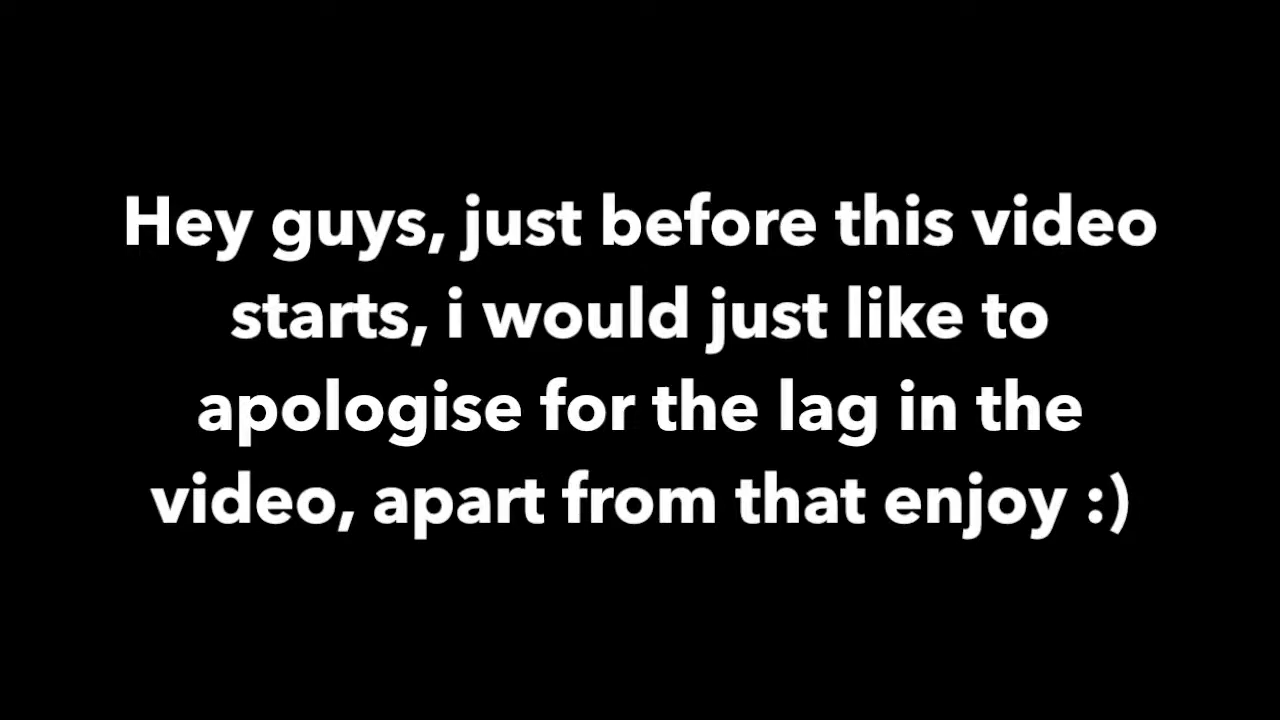 Hey guys, just before this video
starts, i would just like to
apologise for the lag in the
video, apart from that enjoy :)